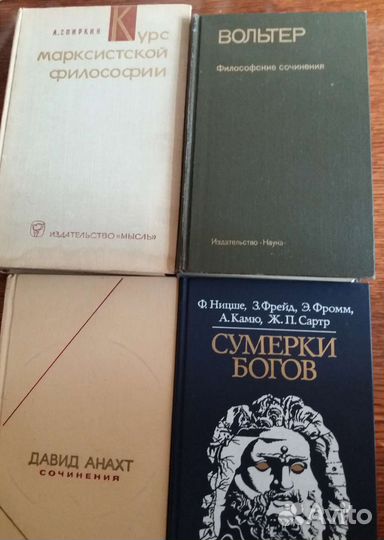 А. СПИРКИН
Курс
марксистской
философии
ИЗДАТЕЛЬСТВО «МЫСЛЬ»
ВОЛЬТЕР
Философские сочинения
Издательство «Наука»
ДАВИД АНАХТ
СОЧИНЕНИЯ
Ф. Ницше, З. Фрейд, Э. Фромм,
А. Камю, Ж. П. Сартр
СУМЕРКИ
БОГОВ
Avito